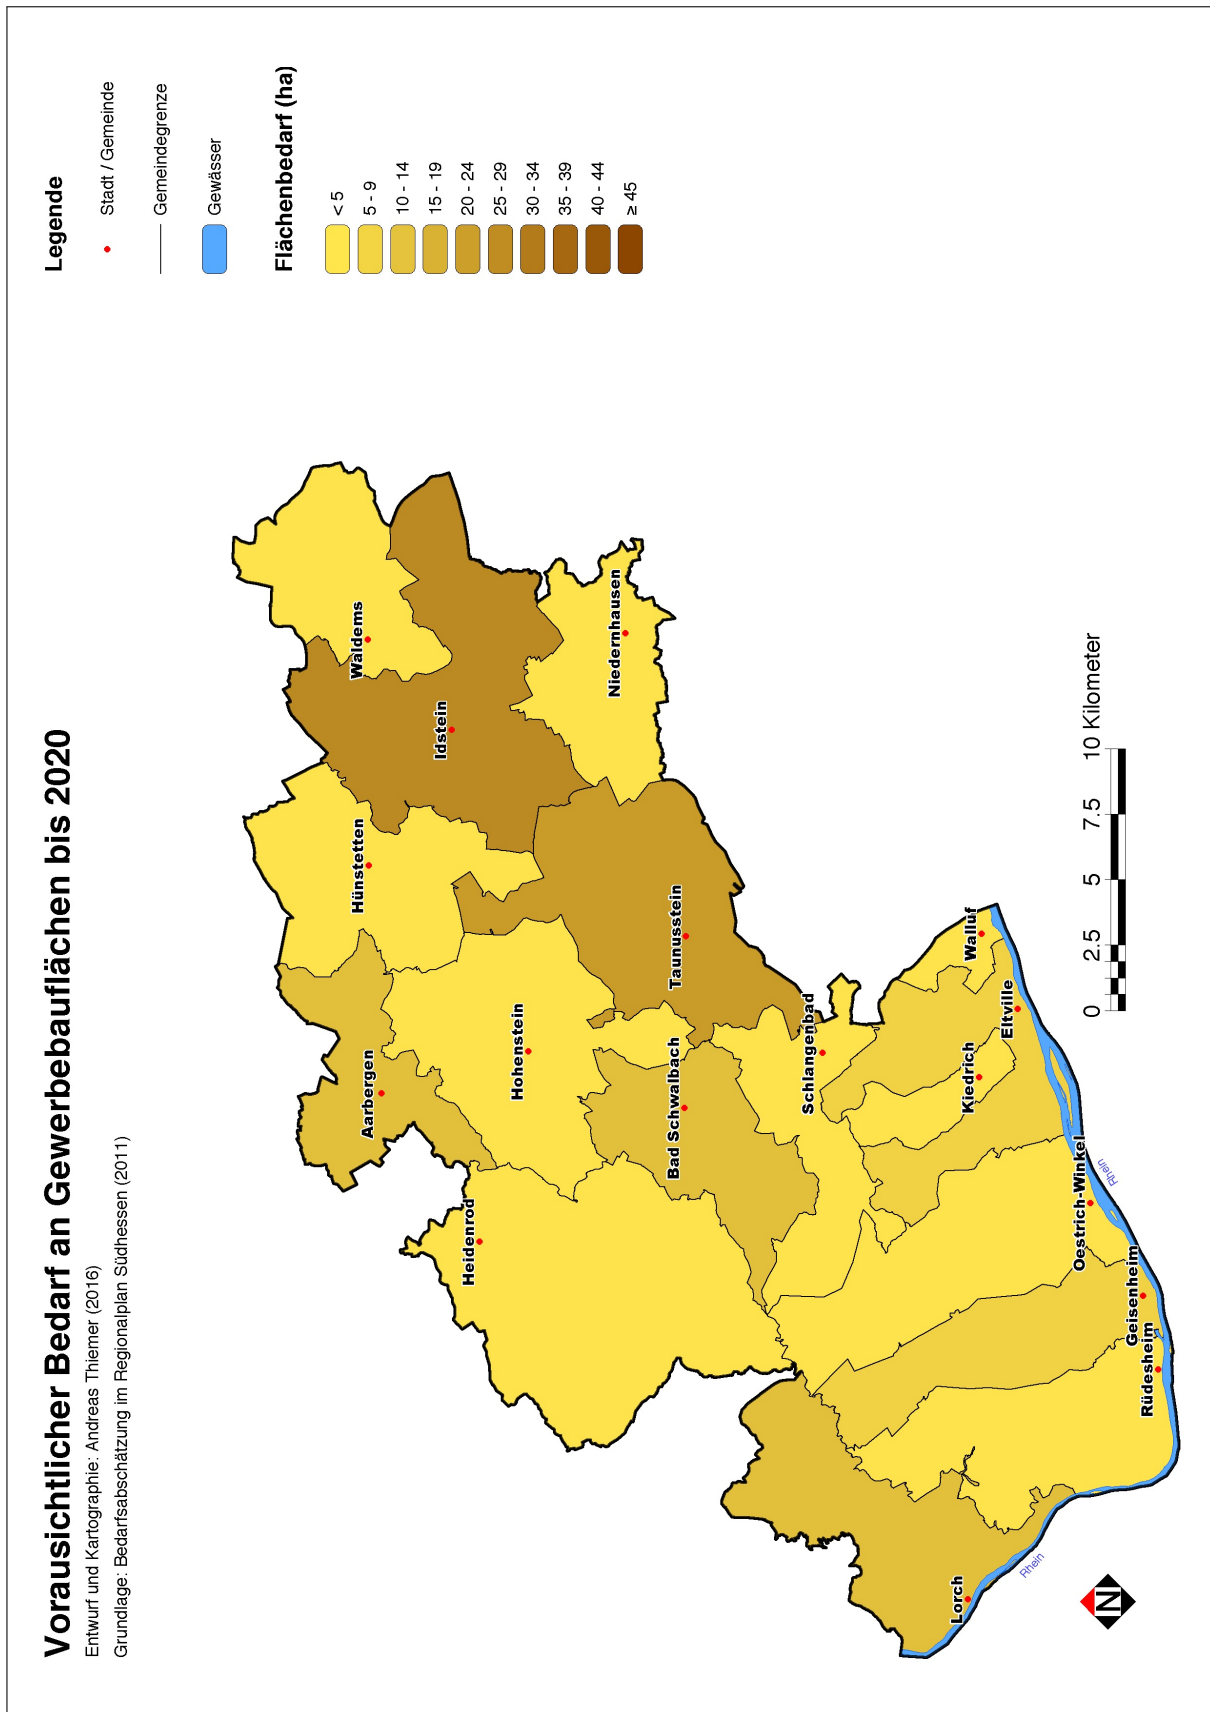 Vorausichtlicher Bedarf an Gewerbebauflächen bis 2020
Entwurf und Kartographie: Andreas Thiemer (2016)
Grundlage: Bedarfsabschätzung im Regionalplan Südhessen (2011)
Legende
Stadt / Gemeinde
Gemeindegrenze
Gewässer
Flächenbedarf (ha)
< 5
5 - 9
10 - 14
15 - 19
20 - 24
25 - 29
30 - 34
35 - 39
40 - 44
≥ 45
Waldems
Hünstetten
Aarbergen
Idstein
Heidenrod
Hohenstein
Niedernhausen
Taunusstein
Bad Schwalbach
Schlangenbad
Walluf
Kiedrich
Lorch
Eltville
Rhein
Oestrich-Winkel
Rhein
Geisenheim
Rüdesheim
0 2.5 5 7.5 10 Kilometer
N